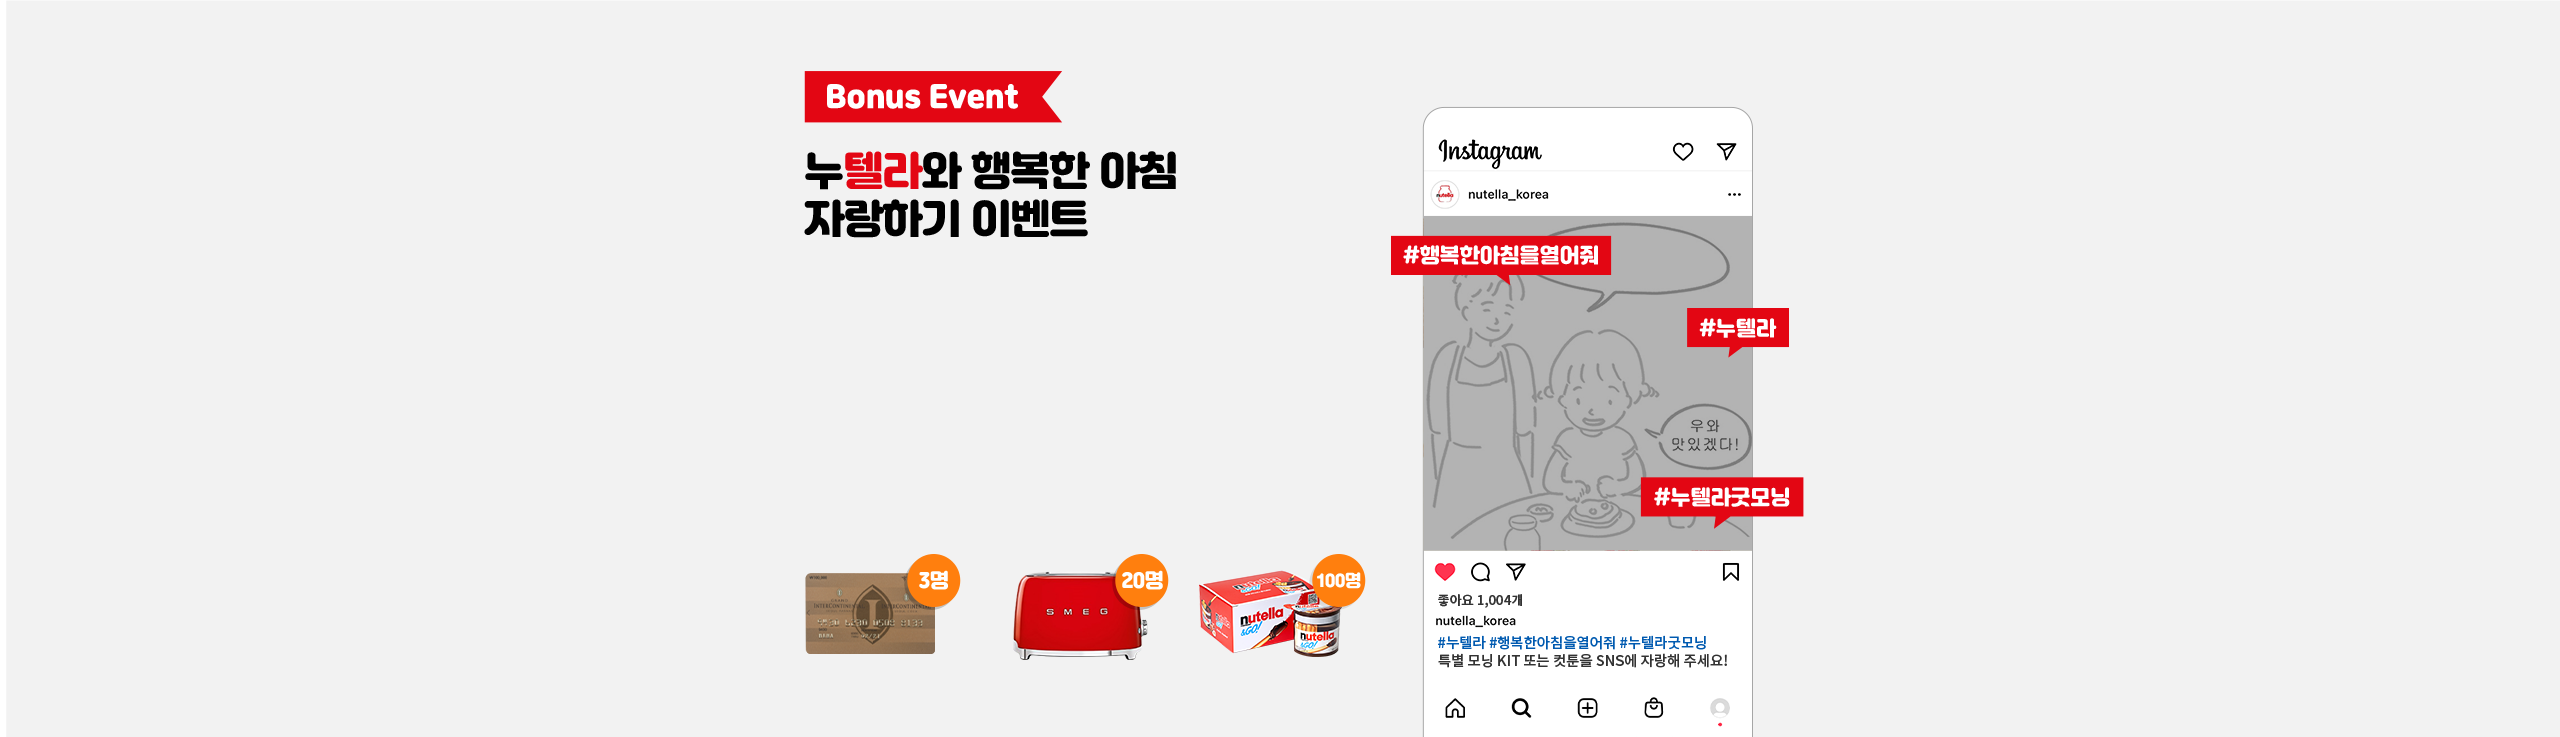 Bonus Event
누텔라와 행복한 아침
자랑하기 이벤트
3명
20명
SMEG
100명
nutella
&GO!
nutella
&GO!
Instagram
nutella
nutella_korea
#행복한아침을열어줘
#누텔라
우와
맛있겠다!
#누텔라굿모닝
좋아요 1,004개
nutella_korea
#누텔라 #행복한아침을열어줘 #누텔라굿모닝
특별 모닝 KIT 또는 컷툰을 SNS에 자랑해 주세요!